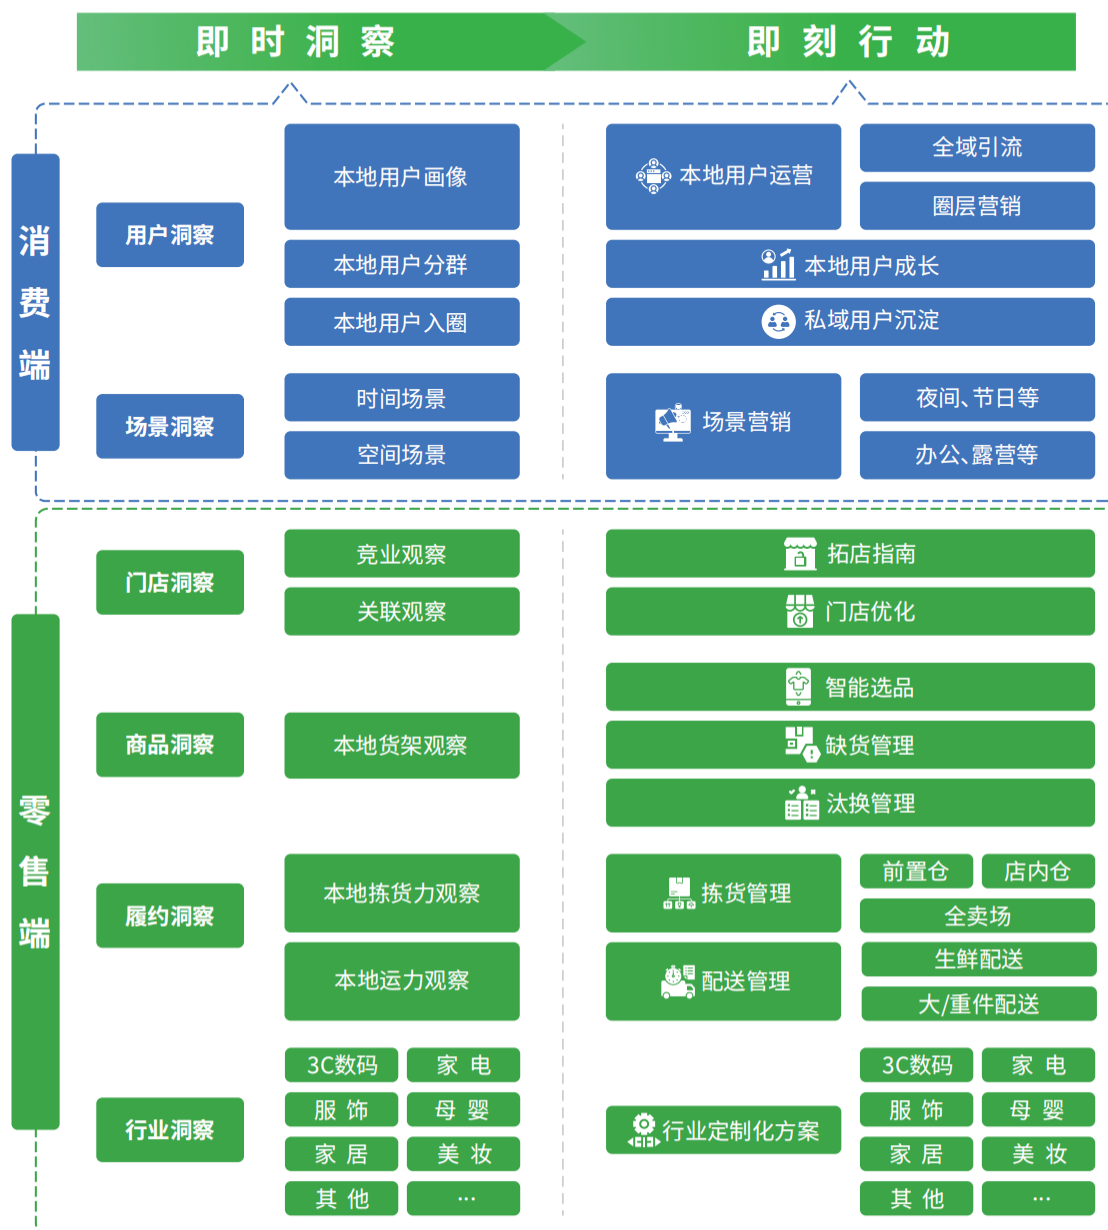 即时洞察
即刻行动
消费端
用户洞察
本地用户画像
本地用户分群
本地用户入圈
本地用户运营
全域引流
圈层营销
本地用户成长
私域用户沉淀
场景洞察
时间场景
空间场景
场景营销
夜间、节日等
办公、露营等
零售端
门店洞察
竞业观察
关联观察
拓店指南
门店优化
商品洞察
本地货架观察
智能选品
缺货管理
汰换管理
履约洞察
本地拣货力观察
本地运力观察
拣货管理
前置仓
店内仓
全卖场
配送管理
生鲜配送
大/重件配送
行业洞察
3C数码
家电
服饰
母婴
家居
美妆
其他
...
行业定制化方案
3C数码
家电
服饰
母婴
家居
美妆
其他
...